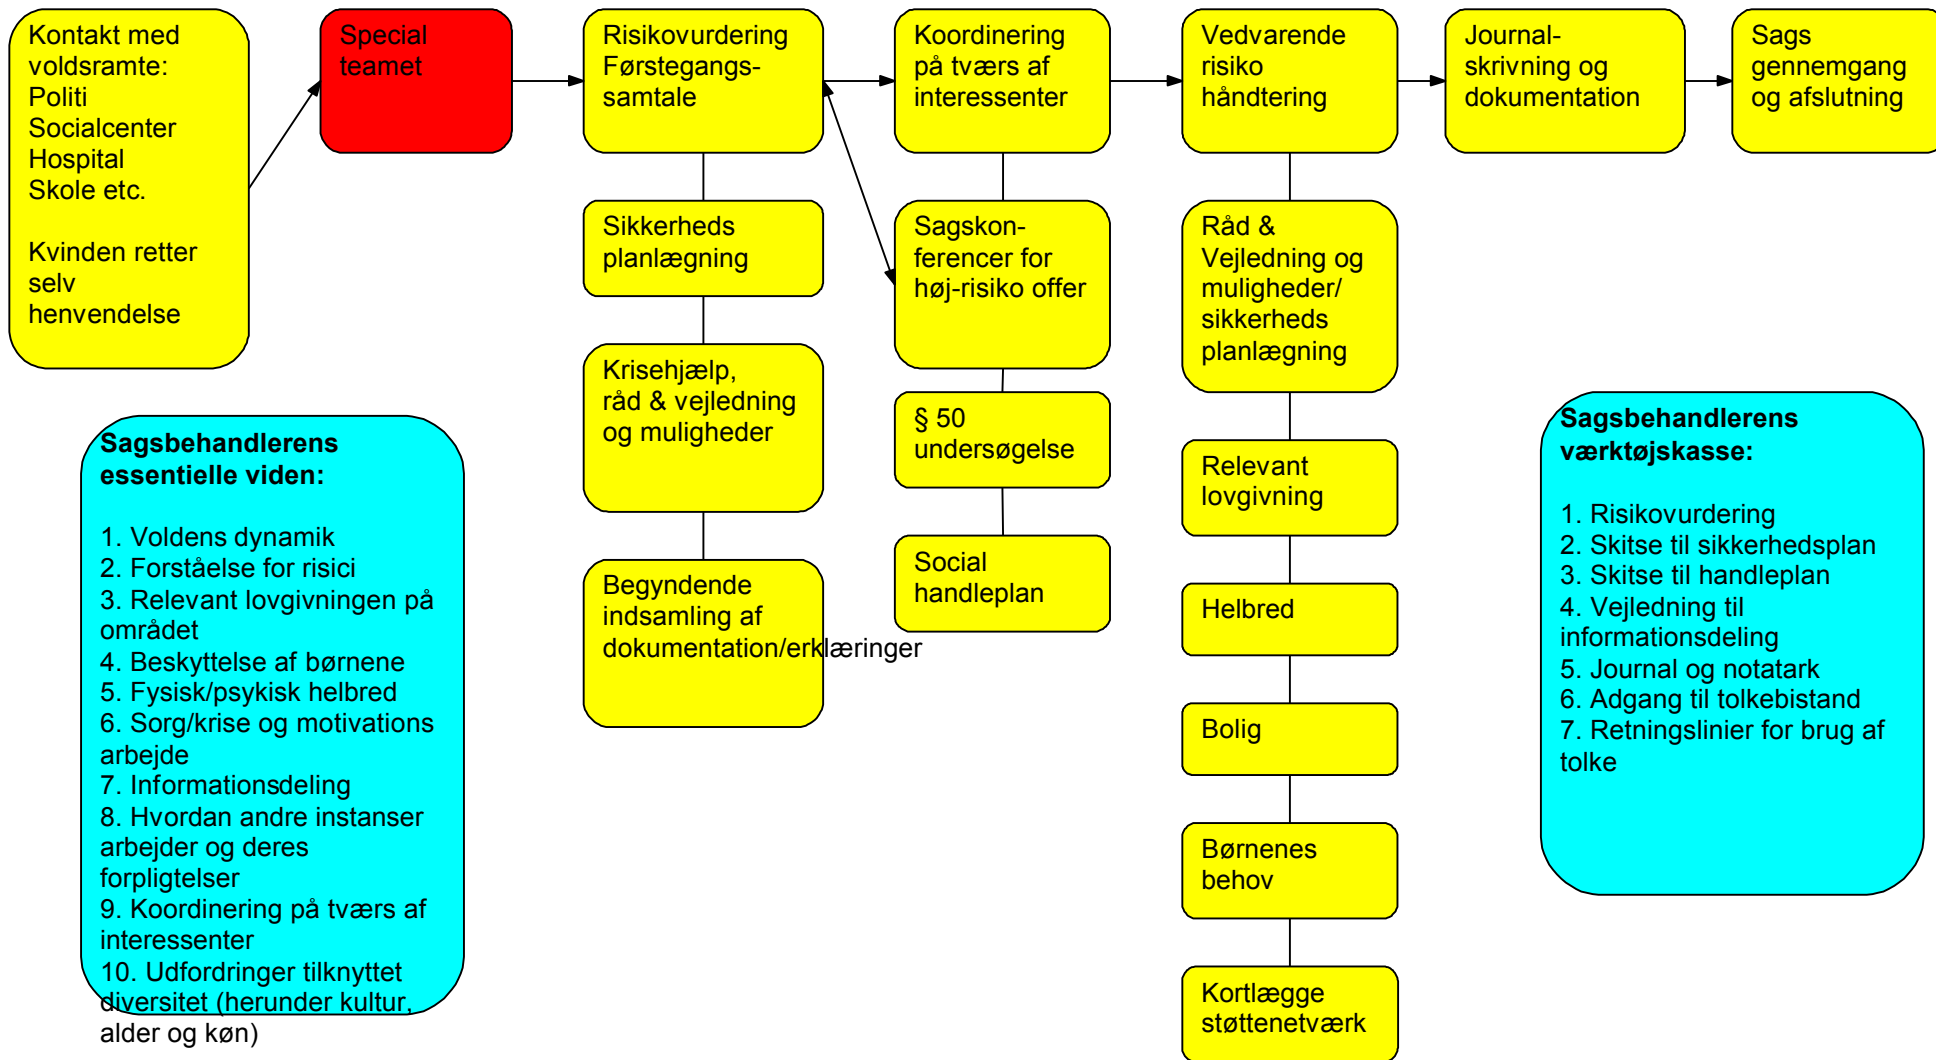 Kontakt med
voldsramte:
Politi
Socialcenter
Hospital
Skole etc.
Kvinden retter
selv
henvendelse
Special
teamet
Risikovurdering
Førstegangs-
samtale
Koordinering
på tværs af
interessenter
Vedvarende
risiko
håndtering
Journal-
skrivning og
dokumentation
Sags
gennemgang
og afslutning
Sikkerheds
planlægning
Krisehjælp,
råd & vejledning
og muligheder
Begyndende
indsamling af
dokumentation/erklæringer
Sagskon-
ferencer for
høj-risiko offer
§ 50
undersøgelse
Social
handleplan
Råd &
Vejledning og
muligheder/
sikkerheds
planlægning
Relevant
lovgivning
Helbred
Bolig
Børnenes
behov
Kortlægge
støttenetværk
Sagsbehandlerens
essentielle viden:
1. Voldens dynamik
2. Forståelse for risici
3. Relevant lovgivningen på
området
4. Beskyttelse af børnene
5. Fysisk/psykisk helbred
6. Sorg/krise og motivations
arbejde
7. Informationsdeling
8. Hvordan andre instanser
arbejder og deres
forpligtelser
9. Koordinering på tværs af
interessenter
10. Udfordringer tilknyttet
diversitet (herunder kultur,
alder og køn)
Sagsbehandlerens
værktøjskasse:
1. Risikovurdering
2. Skitse til sikkerhedsplan
3. Skitse til handleplan
4. Vejledning til
informationsdeling
5. Journal og notatark
6. Adgang til tolkebistand
7. Retningslinier for brug af
tolke